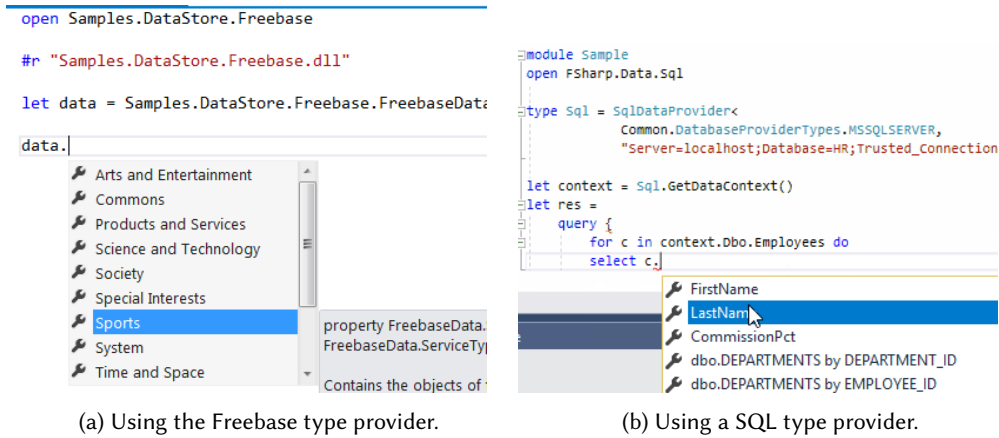 open Samples.DataStore.Freebase
#r "Samples.DataStore.Freebase.dll"
let data = Samples.DataStore.Freebase.FreebaseData
data.
Arts and Entertainment
Commons
Products and Services
Science and Technology
Society
Special Interests
Sports
System
Time and Space
property FreebaseData.
FreebaseData.ServiceTyp
Contains the objects of
(a) Using the Freebase type provider.
module Sample
open FSharp.Data.Sql
type Sql = SqlDataProvider<
Common.DatabaseProviderTypes.MSSQLSERVER,
"Server=localhost;Database=HR;Trusted_Connection
let context = Sql.GetDataContext()
let res =
query {
for c in context.Dbo.Employees do
select c.
FirstName
LastNam
CommissionPct
dbo.DEPARTMENTS by DEPARTMENT_ID
dbo.DEPARTMENTS by EMPLOYEE_ID
(b) Using a SQL type provider.